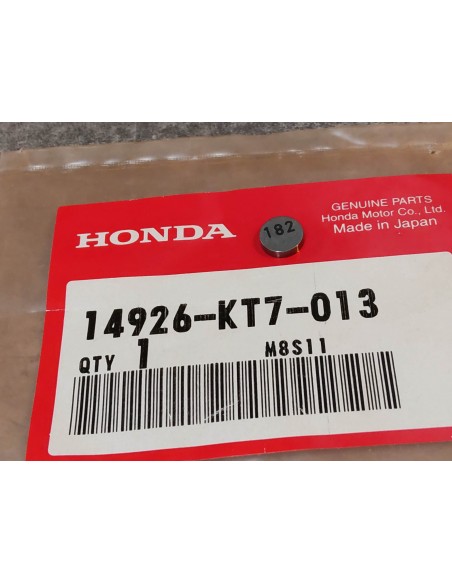 GENUINE PARTS
HONDA
Honda Motor Co., Ltd.
Made in Japan
182
14926-KT7-013
QTY 1 M8S11